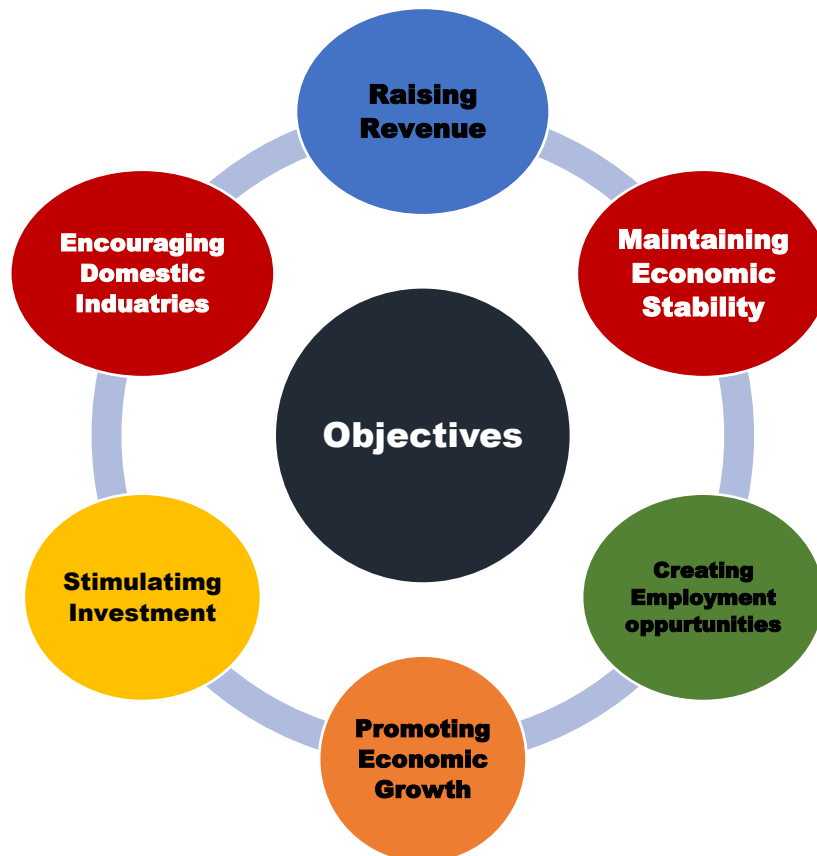 Raising
Revenue
Maintaining
Economic
Stability
Creating
Employment
oppurtunities
Promoting
Economic
Growth
Stimulatimg
Investment
Encouraging
Domestic
Induatries
Objectives